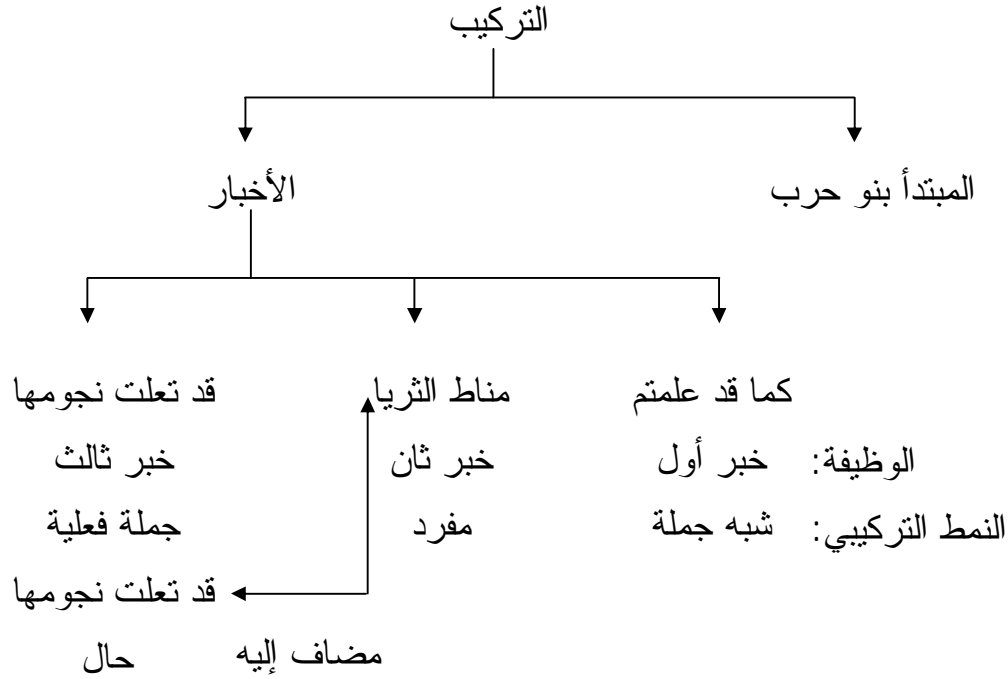 التركيب
المبتدأ بنو حرب الأخبار
كما قد علمتم مناط الثريا قد تعلت نجومها
الوظيفة: خبر أول خبر ثان خبر ثالث
النمط التركيبي: شبه جملة مفرد جملة فعلية
قد تعلت نجومها
مضاف إليه حال